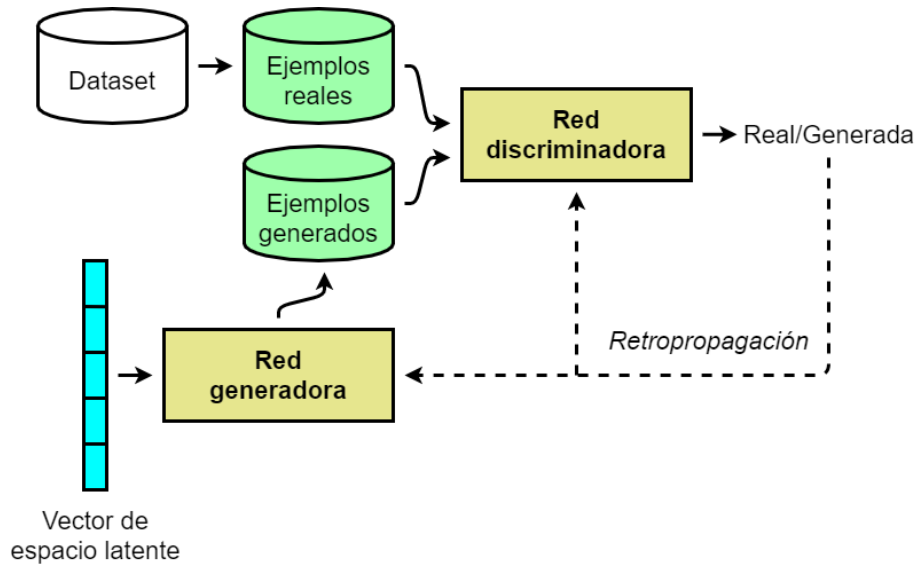 Dataset
Ejemplos
reales
Red
discriminadora
Real/Generada
Ejemplos
generados
Retropropagación
Red
generadora
Vector de
espacio latente